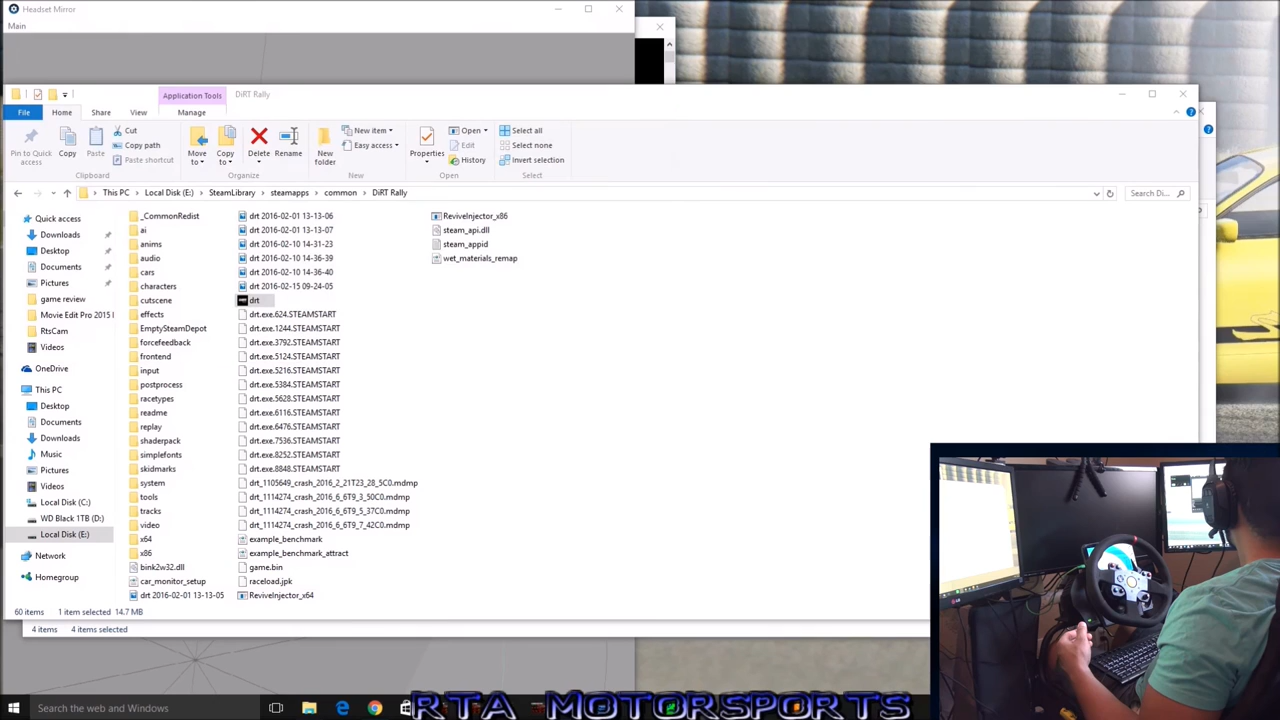 Headset Mirror
Main
Application Tools
DiRT Rally
File
Home
Share
View
Manage
Pin to Quick access
Copy
Paste
Cut
Copy path
Paste shortcut
Clipboard
Move to
Copy to
Delete
Rename
Organize
New folder
New item
Easy access
New
Properties
Open
Edit
History
Open
Select all
Select none
Invert selection
Select
This PC
Local Disk (E:)
SteamLibrary
steamapps
common
DiRT Rally
Search Di...
Quick access
Downloads
Desktop
Documents
Pictures
game review
Movie Edit Pro 2015
RtsCam
Videos
OneDrive
This PC
Desktop
Documents
Downloads
Music
Pictures
Videos
Local Disk (C:)
WD Black 1TB (D:)
Local Disk (E:)
Network
Homegroup
_CommonRedist
ai
anims
audio
cars
characters
cutscene
effects
EmptySteamDepot
forcefeedback
frontend
input
postprocess
racetypes
readme
replay
shaderpack
simplefonts
skidmarks
system
tools
tracks
video
x64
x86
bink2w32.dll
car_monitor_setup
drt 2016-02-01 13-13-05
drt 2016-02-01 13-13-06
drt 2016-02-01 13-13-07
drt 2016-02-10 14-31-23
drt 2016-02-10 14-36-39
drt 2016-02-10 14-36-40
drt 2016-02-15 09-24-05
drt
drt.exe.624.STEAMSTART
drt.exe.1244.STEAMSTART
drt.exe.3792.STEAMSTART
drt.exe.5124.STEAMSTART
drt.exe.5216.STEAMSTART
drt.exe.5384.STEAMSTART
drt.exe.5628.STEAMSTART
drt.exe.6116.STEAMSTART
drt.exe.6476.STEAMSTART
drt.exe.7536.STEAMSTART
drt.exe.8252.STEAMSTART
drt.exe.8848.STEAMSTART
drt_1105649_crash_2016_2_21T23_28_5C0.mdmp
drt_1114274_crash_2016_6_6T9_3_50C0.mdmp
drt_1114274_crash_2016_6_6T9_5_37C0.mdmp
drt_1114274_crash_2016_6_6T9_7_42C0.mdmp
example_benchmark
example_benchmark_attract
game.bin
raceload.jpk
ReviveInjector_x64
ReviveInjector_x86
steam_api.dll
steam_appid
wet_materials_remap
60 items
1 item selected 14.7 MB
4 items
4 items selected
Search the web and Windows
RTA MOTORSPORTS